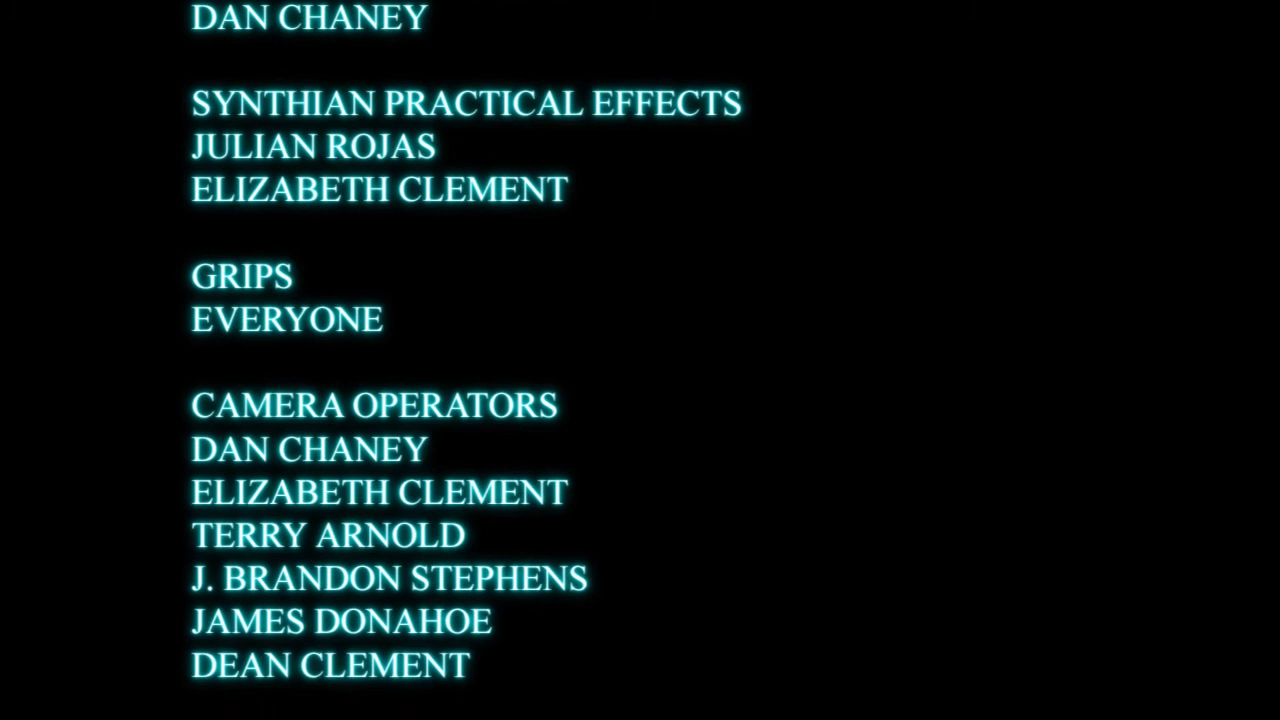 DAN CHANEY
SYNTHIAN PRACTICAL EFFECTS
JULIAN ROJAS
ELIZABETH CLEMENT
GRIPS
EVERYONE
CAMERA OPERATORS
DAN CHANEY
ELIZABETH CLEMENT
TERRY ARNOLD
J. BRANDON STEPHENS
JAMES DONAHOE
DEAN CLEMENT